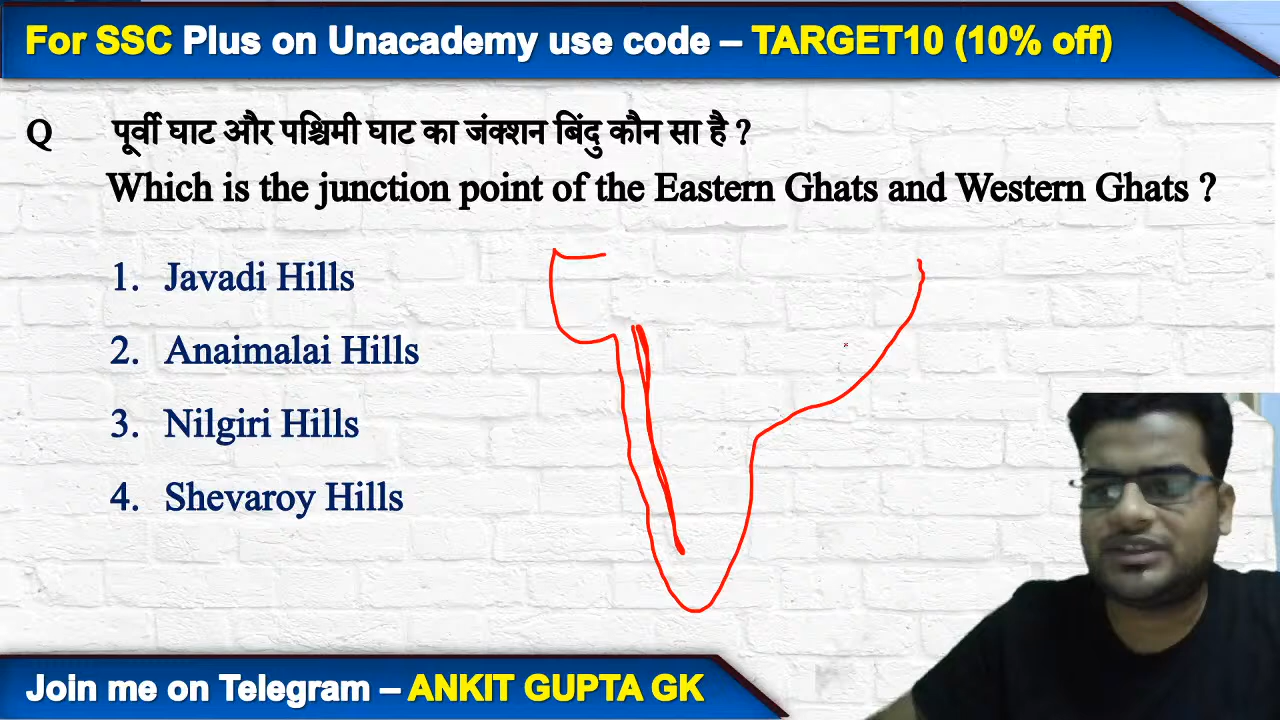 For SSC Plus on Unacademy use code – TARGET10 (10% off)
Q पूर्वी घाट और पश्चिमी घाट का जंक्शन बिंदु कौन सा है ?
Which is the junction point of the Eastern Ghats and Western Ghats ?
1. Javadi Hills
2. Anaimalai Hills
3. Nilgiri Hills
4. Shevaroy Hills
Join me on Telegram – ANKIT GUPTA GK